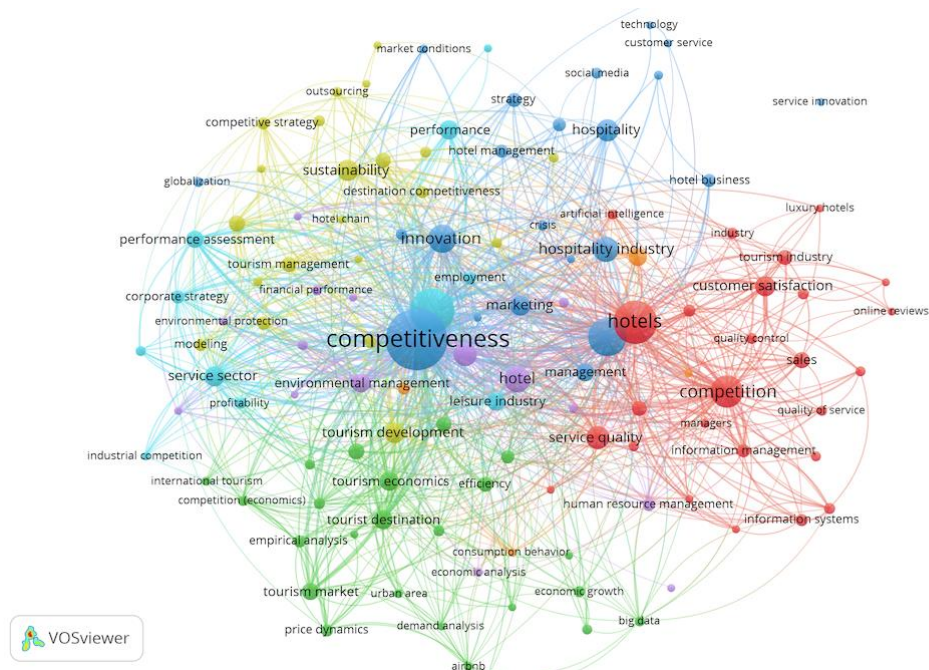 technology
customer service
market conditions
social media
outsourcing
strategy
service innovation
competitive strategy
performance
hospitality
hotel management
sustainability
globalization
destination competitiveness
hotel business
luxury hotels
hotel chain
artificial intelligence
crisis
industry
performance assessment
innovation
hospitality industry
tourism management
tourism industry
employment
customer satisfaction
financial performance
corporate strategy
marketing
online reviews
environmental protection
hotels
competitiveness
quality control
modeling
sales
service sector
environmental management
hotel
management
competition
profitability
leisure industry
quality of service
managers
tourism development
service quality
information management
industrial competition
international tourism
tourism economics
efficiency
competition (economics)
human resource management
tourist destination
information systems
empirical analysis
consumption behavior
economic analysis
tourism market
urban area
economic growth
price dynamics
demand analysis
big data
airbnb
VOSviewer